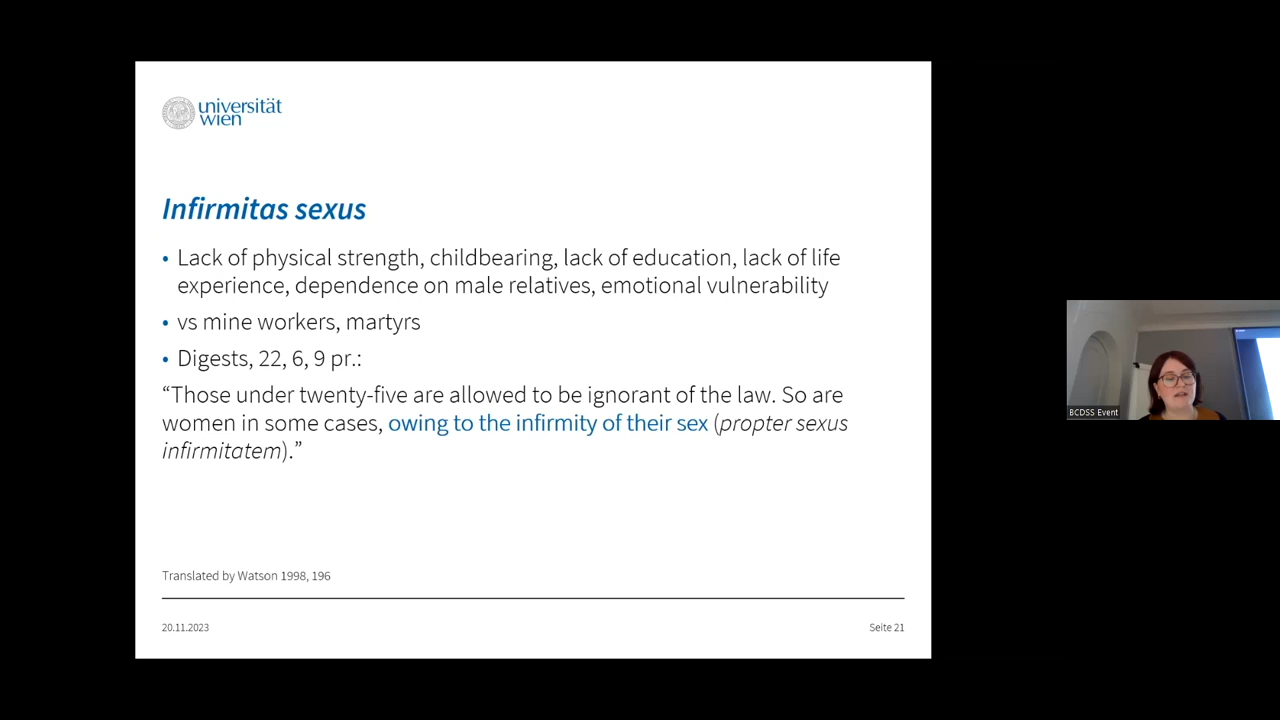 universität
wien
Infirmitas sexus
• Lack of physical strength, childbearing, lack of education, lack of life
experience, dependence on male relatives, emotional vulnerability
• vs mine workers, martyrs
• Digests, 22, 6, 9 pr.:
“Those under twenty-five are allowed to be ignorant of the law. So are
women in some cases, owing to the infirmity of their sex (propter sexus
infirmitatem).”
Translated by Watson 1998, 196
20.11.2023
Seite 21
BCDSS Event